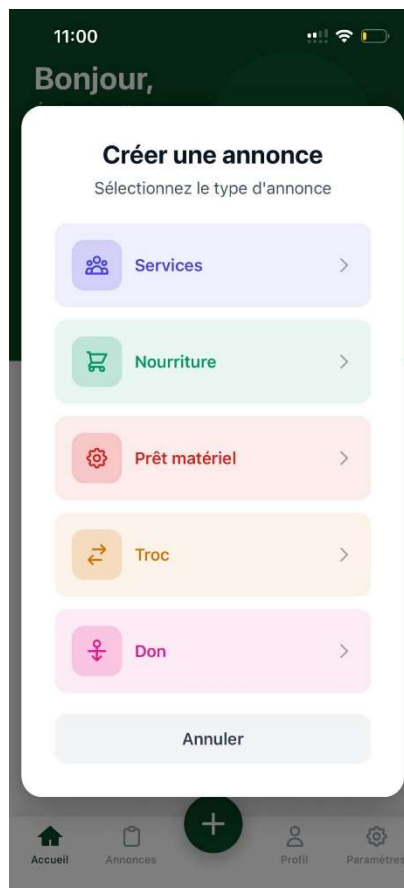 11:00
Bonjour,
Créer une annonce
Sélectionnez le type d'annonce
Services
Nourriture
Prêt matériel
Troc
Don
Annuler
Accueil
Annonces
Profil
Paramètres